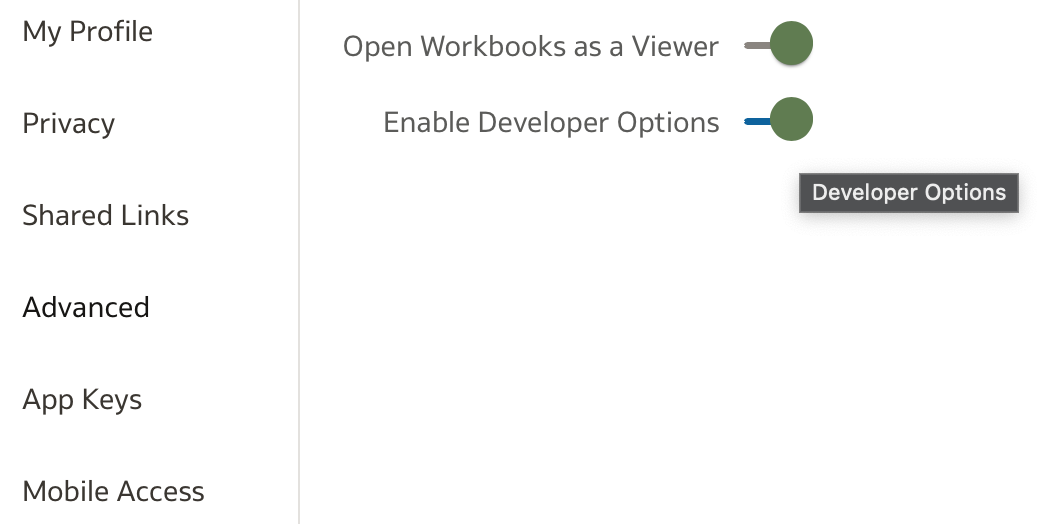 My Profile
Privacy
Shared Links
Advanced
App Keys
Mobile Access
Open Workbooks as a Viewer
Enable Developer Options
Developer Options